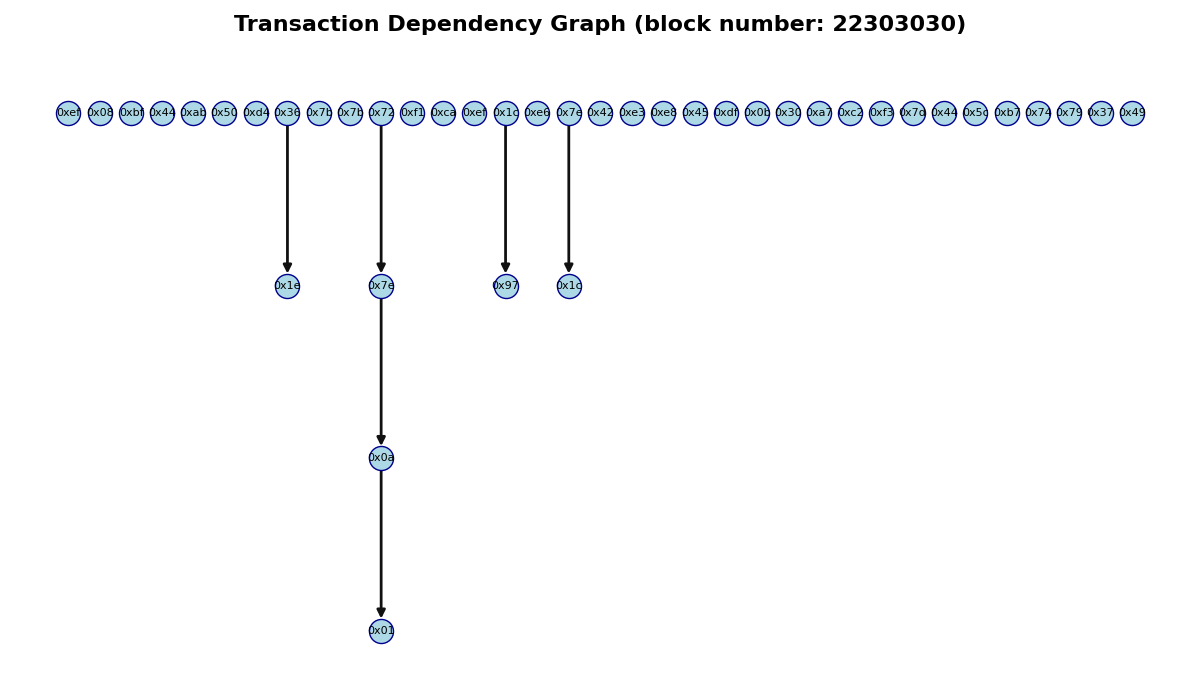 Transaction Dependency Graph (block number: 22303030)
0xef 0x08 0xbf 0x44 0xab 0x50 0xd4 0x36 0x7b 0x7b 0x72 0xf1 0xca 0xef 0x1c 0xe6 0x7e 0x42 0xe3 0xe8 0x45 0xdf 0x0b 0x30 0xa7 0xc2 0xf3 0x7d 0x44 0x5c 0xb7 0x74 0x79 0x37 0x49
0x1e 0x7e 0x97 0x1c
0x0a
0x01